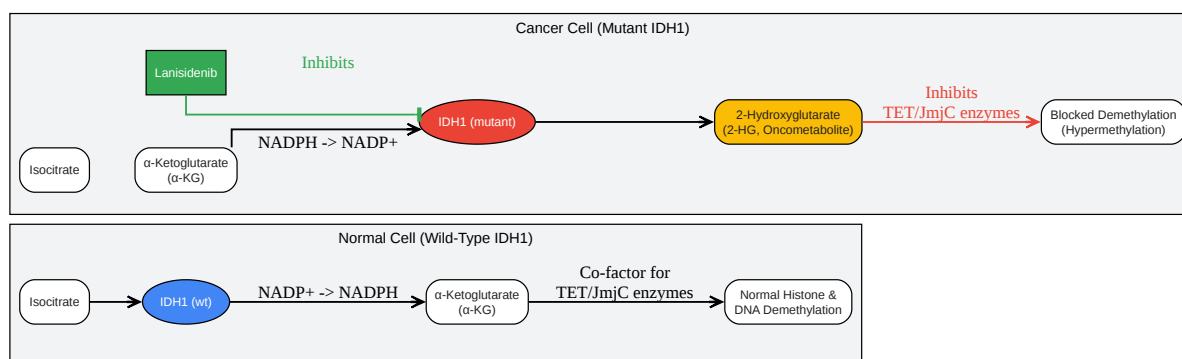 Cancer Cell (Mutant IDH1)
Lanisidenib
Inhibits
IDH1 (mutant)
NADPH -> NADP+
Isocitrate
α-Ketoglutarate
(α-KG)
2-Hydroxyglutarate
(2-HG, Oncometabolite)
Inhibits
TET/JmjC enzymes
Blocked Demethylation
(Hypermethylation)
Normal Cell (Wild-Type IDH1)
Isocitrate
IDH1 (wt)
NADP+ -> NADPH
α-Ketoglutarate
(α-KG)
Co-factor for
TET/JmjC enzymes
Normal Histone &
DNA Demethylation